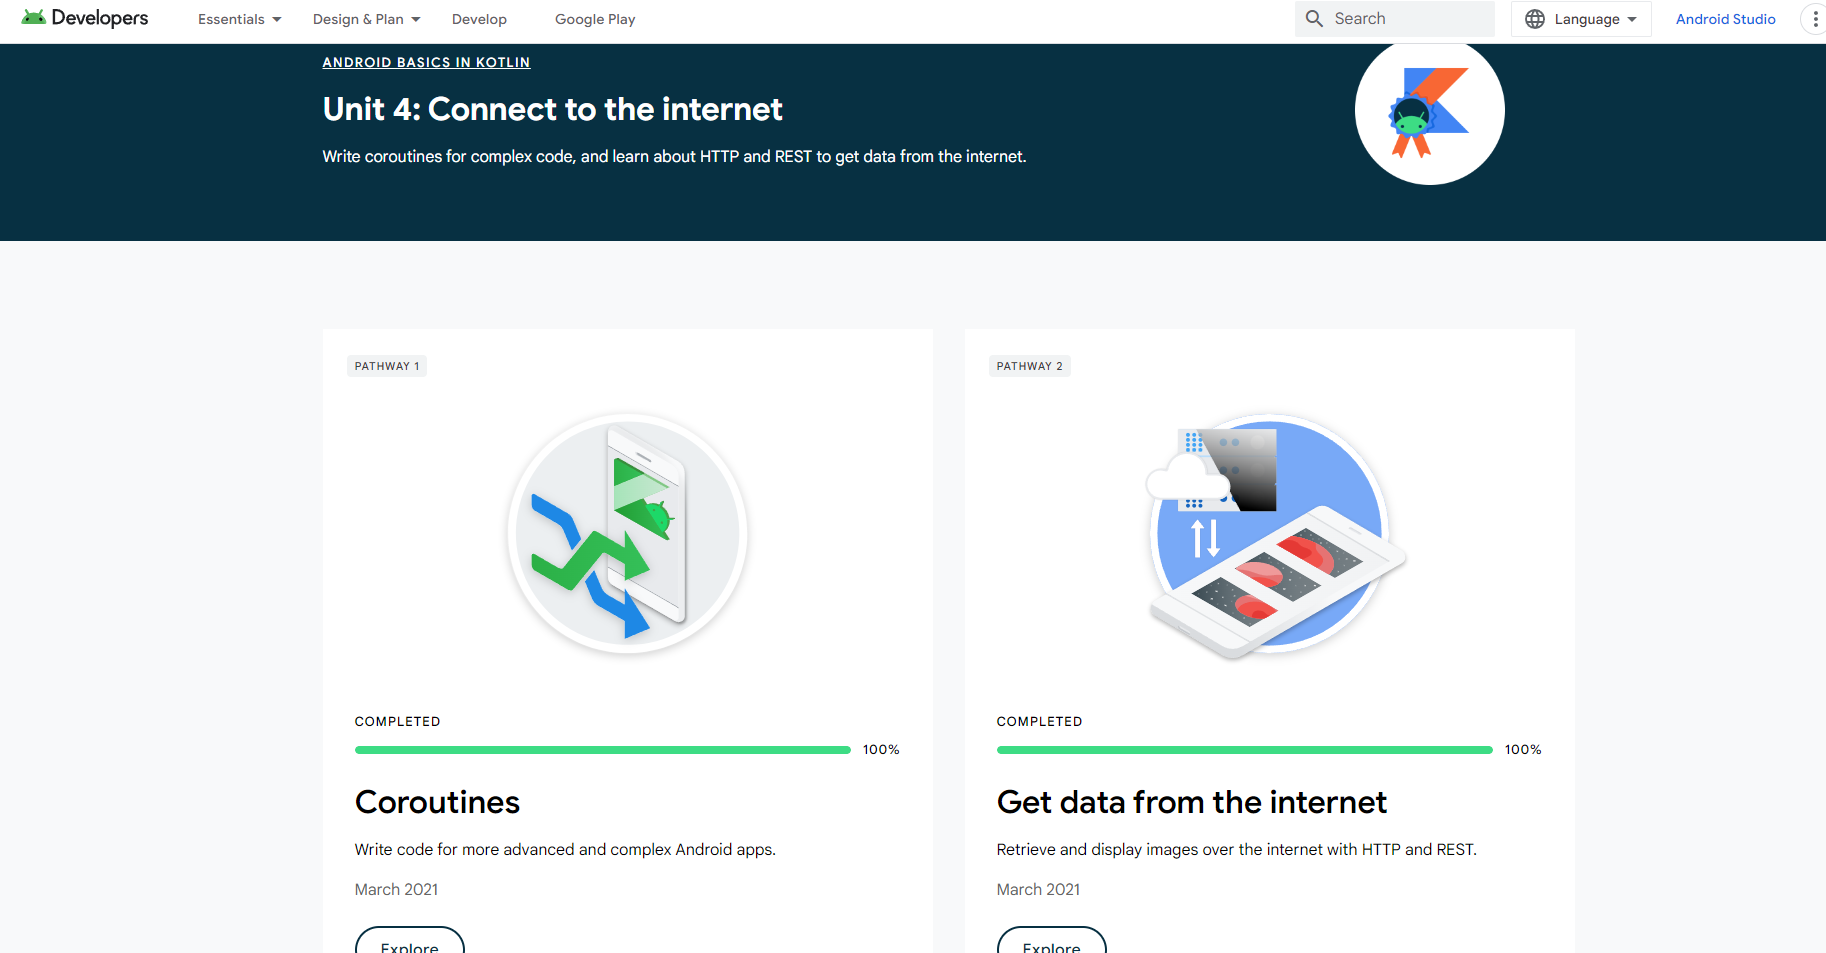 Developers
Essentials
Design & Plan
Develop
Google Play
Search
Language
Android Studio
ANDROID BASICS IN KOTLIN
Unit 4: Connect to the internet
Write coroutines for complex code, and learn about HTTP and REST to get data from the internet.
PATHWAY 1
COMPLETED
100%
Coroutines
Write code for more advanced and complex Android apps.
March 2021
Explore
PATHWAY 2
COMPLETED
100%
Get data from the internet
Retrieve and display images over the internet with HTTP and REST.
March 2021
Explore